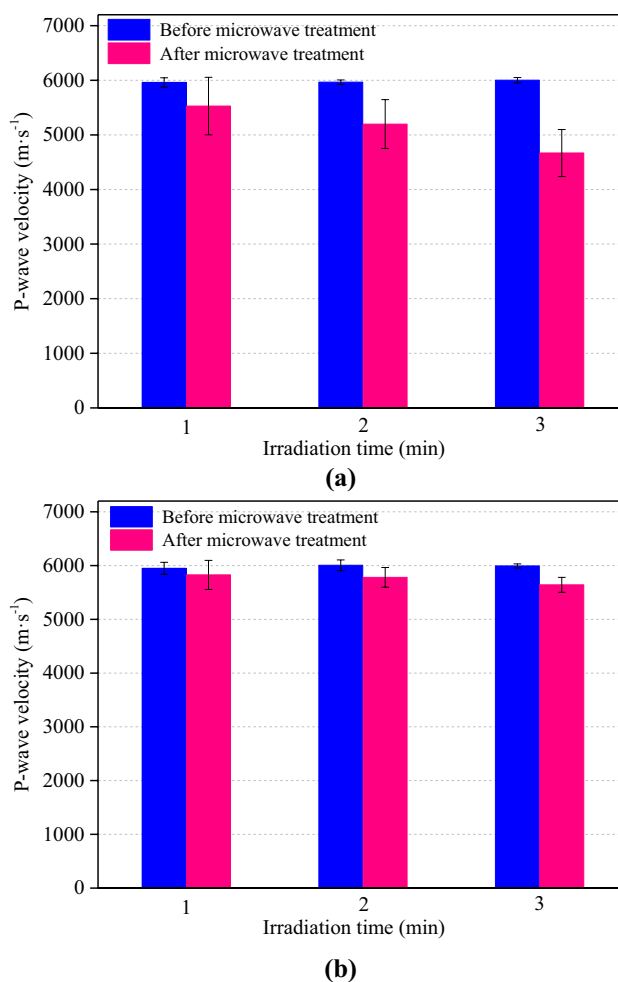 7000
Before microwave treatment
After microwave treatment
6000
5000
4000
3000
2000
1000
0
P-wave velocity (m·s⁻¹)
1 2 3
Irradiation time (min)
(a)
7000
Before microwave treatment
After microwave treatment
6000
5000
4000
3000
2000
1000
0
P-wave velocity (m·s⁻¹)
1 2 3
Irradiation time (min)
(b)